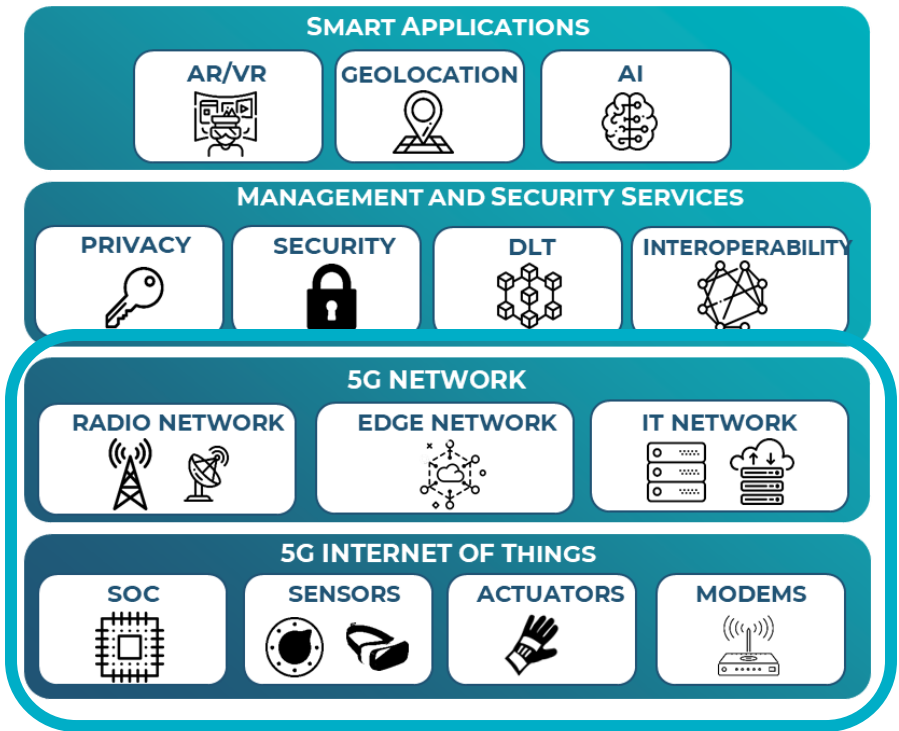 SMART APPLICATIONS
AR/VR
GEOLOCATION
AI
MANAGEMENT AND SECURITY SERVICES
PRIVACY
SECURITY
DLT
INTEROPERABILITY
5G NETWORK
RADIO NETWORK
EDGE NETWORK
IT NETWORK
5G INTERNET OF THINGS
SOC
SENSORS
ACTUATORS
MODEMS